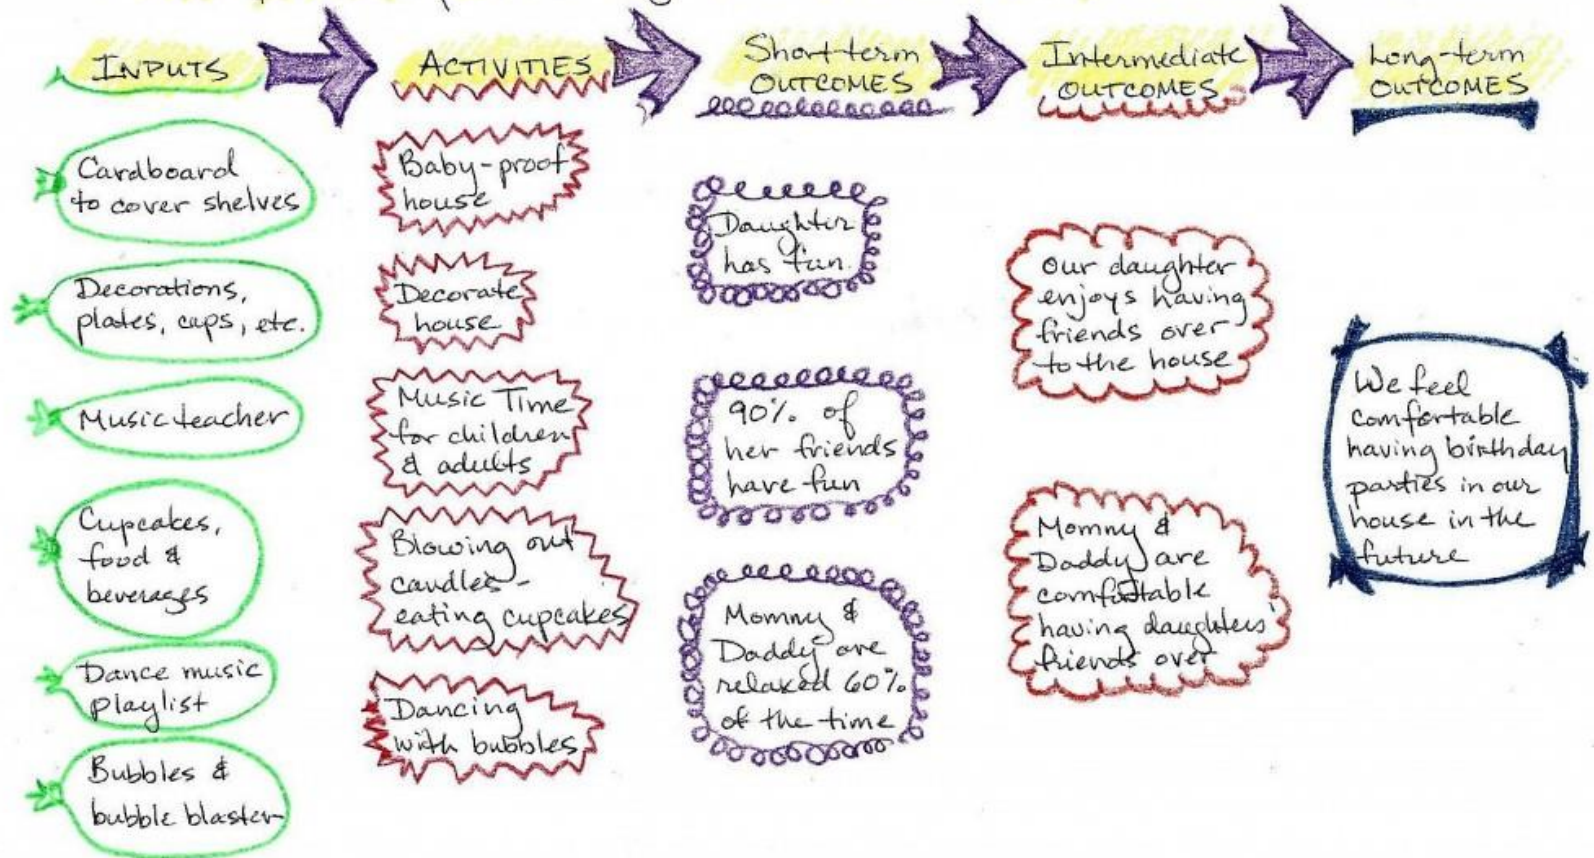 INPUTS
ACTIVITIES
Short-term
OUTCOMES
Intermediate
OUTCOMES
Long-term
OUTCOMES
Cardboard
to cover shelves
Decorations,
plates, cups, etc.
Music teacher
Cupcakes,
food &
beverages
Dance music
playlist
Bubbles &
bubble blaster
Baby-proof
house
Decorate
house
Music Time
for children
& adults
Blowing out
candles -
eating cupcakes
Dancing
with bubbles
Daughter
has fun.
90% of
her friends
have fun
Mommy &
Daddy are
relaxed 60%
of the time
Our daughter
enjoys having
friends over
to the house
Mommy &
Daddy are
comfortable
having daughters'
friends over
We feel
comfortable
having birthday
parties in our
house in the
future